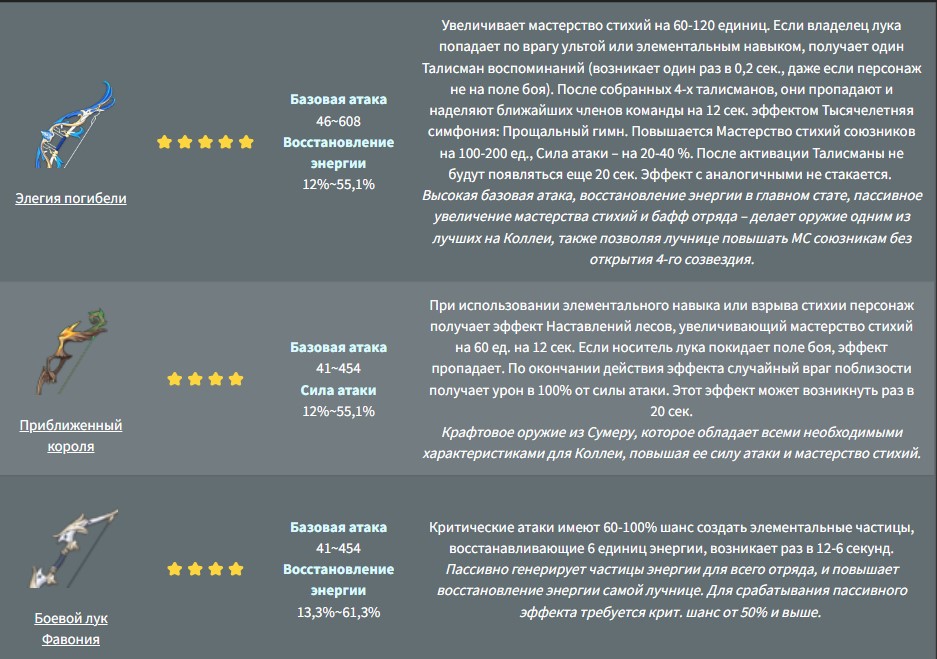 Увеличивает мастерство стихий на 60-120 единиц. Если владелец лука
попадает по врагу ультой или элементальным навыком, получает один
Талисман воспоминаний (возникает один раз в 0,2 сек., даже если персонаж
не на поле боя). После собранных 4-х талисманов, они пропадают и
наделяют ближайших членов команды на 12 сек. эффектом Тысячелетняя
симфония: Прощальный гимн. Повышается Мастерство стихий союзников
на 100-200 ед., Сила атаки – на 20-40 %. После активации Талисманы не
будут появляться еще 20 сек. Эффект с аналогичными не стакается.
Высокая базовая атака, восстановление энергии в главном стате, пассивное
увеличение мастерства стихий и бафф отряда – делает оружие одним из
лучших на Коллеи, также позволяя лучнице повышать МС союзникам без
открытия 4-го созвездия.
Базовая атака
46~608
Восстановление
энергии
12%~55,1%
Элегия погибели
При использовании элементального навыка или взрыва стихии персонаж
получает эффект Наставлений лесов, увеличивающий мастерство стихий
на 60 ед. на 12 сек. Если носитель лука покидает поле боя, эффект
пропадает. По окончании действия эффекта случайный враг поблизости
получает урон в 100% от силы атаки. Этот эффект может возникнуть раз в
20 сек.
Крафтовое оружие из Сумеру, которое обладает всеми необходимыми
характеристиками для Коллеи, повышая ее силу атаки и мастерство стихий.
Базовая атака
41~454
Сила атаки
12%~55,1%
Приближенный
короля
Критические атаки имеют 60-100% шанс создать элементальные частицы,
восстанавливающие 6 единиц энергии, возникает раз в 12-6 секунд.
Пассивно генерирует частицы энергии для всего отряда, и повышает
восстановление энергии самой лучнице. Для срабатывания пассивного
эффекта требуется крит. шанс от 50% и выше.
Базовая атака
41~454
Восстановление
энергии
13,3%~61,3%
Боевой лук
Фавония